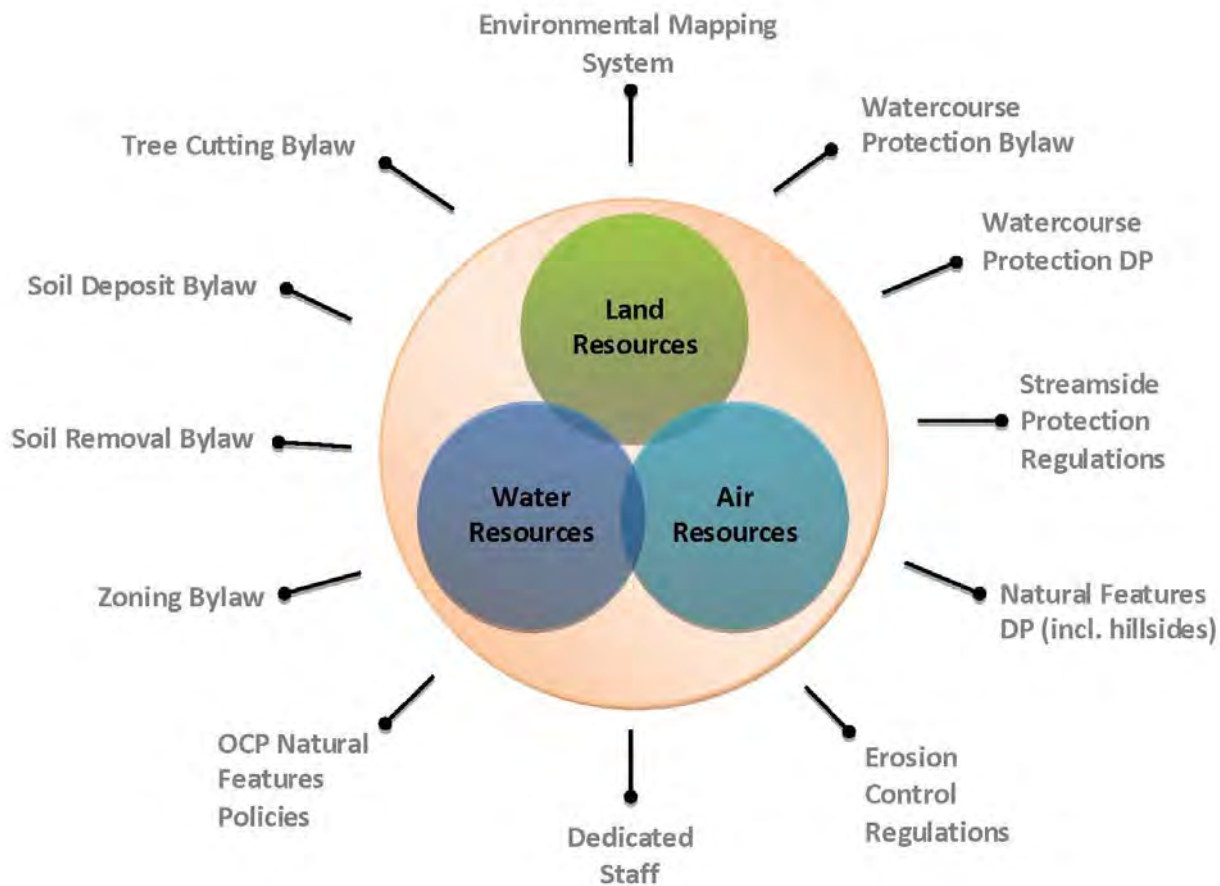 Environmental Mapping
System
Tree Cutting Bylaw
Watercourse
Protection Bylaw
Watercourse
Protection DP
Soil Deposit Bylaw
Land
Resources
Streamside
Protection
Regulations
Soil Removal Bylaw
Water
Resources
Air
Resources
Zoning Bylaw
Natural Features
DP (incl. hillsides)
OCP Natural
Features
Policies
Erosion
Control
Regulations
Dedicated
Staff